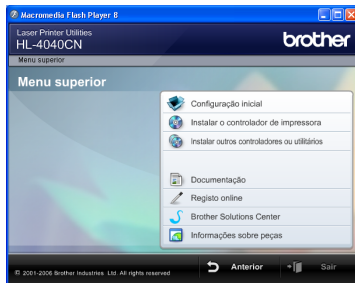 Macromedia Flash Player 8
Laser Printer Utilities
HL-4040CN
brother
Menu superior
Menu superior
Configuração inicial
Instalar o controlador de impressora
Instalar outros controladores ou utilitários
Documentação
Registo online
Brother Solutions Center
Informações sobre peças
© 2001-2006 Brother Industries Ltd. All rights reserved
Anterior
Sair